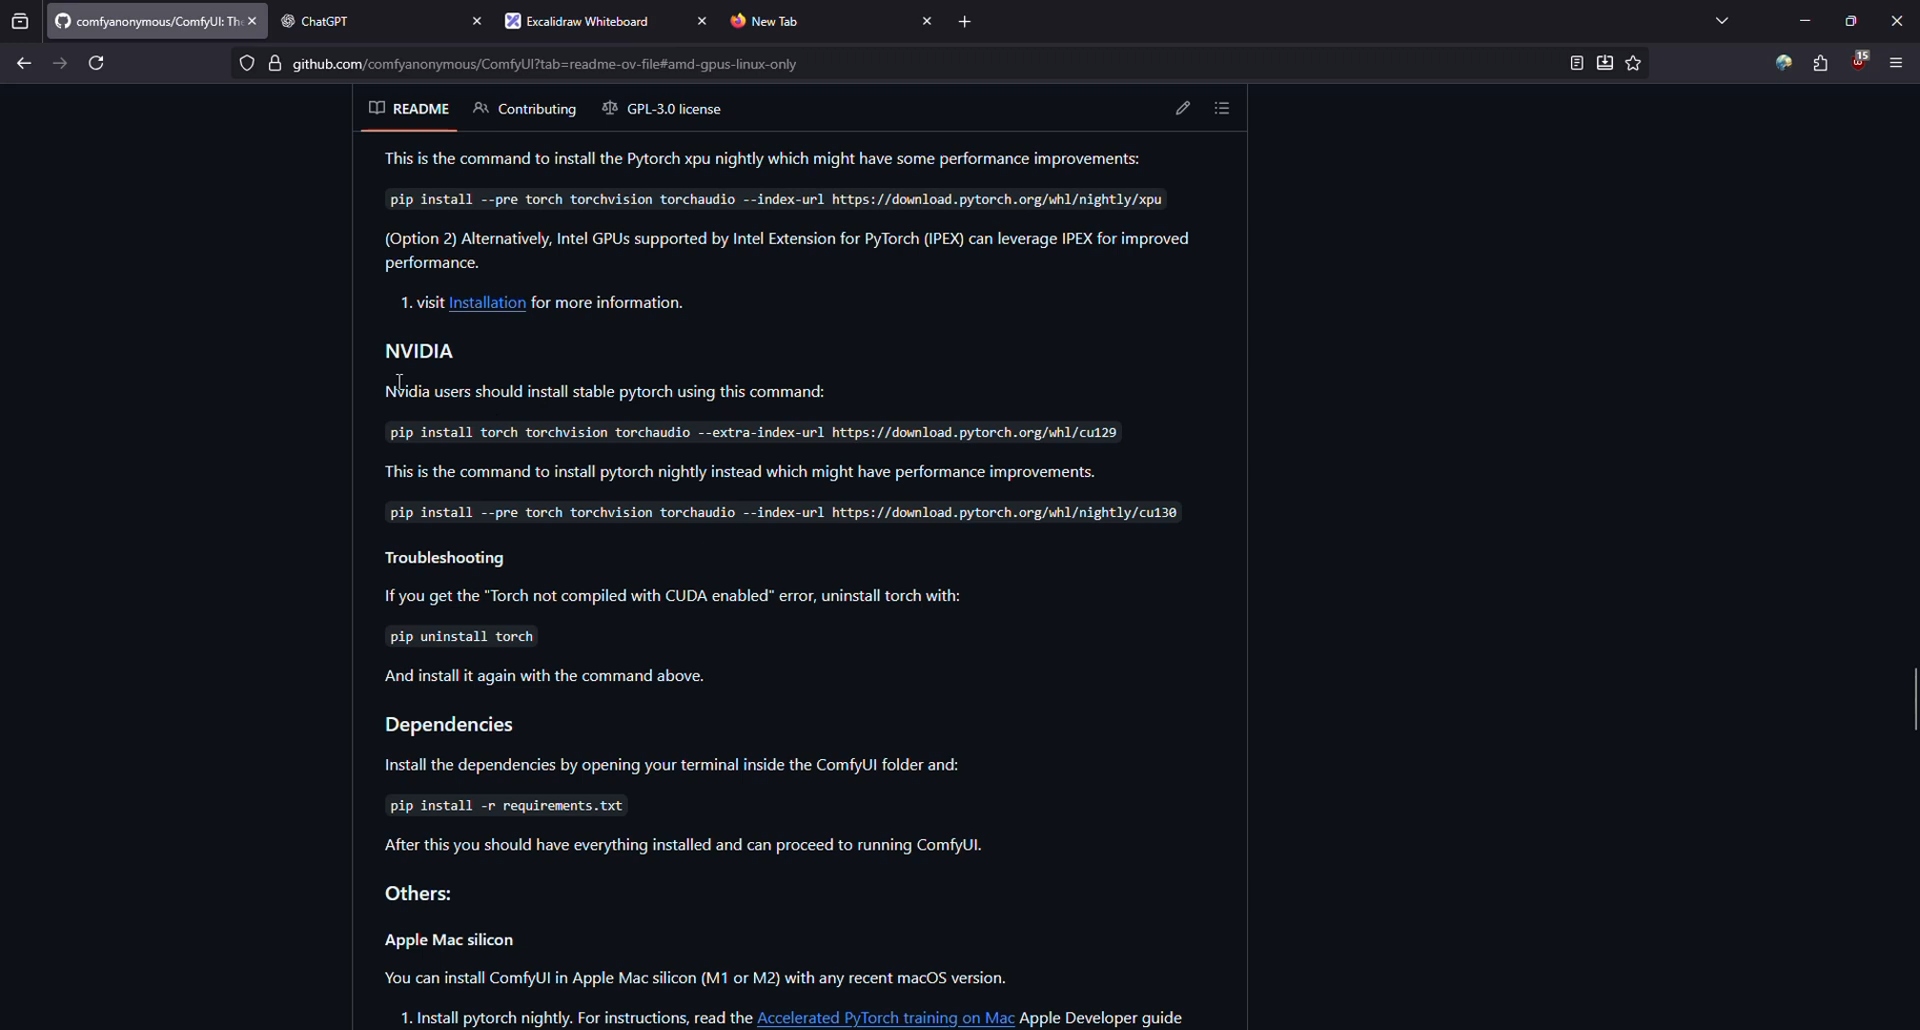 comfyanonymous/ComfyUI: Th
ChatGPT
Excalidraw Whiteboard
New Tab
github.com/comfyanonymous/ComfyUI?tab=readme-ov-file#amd-gpus-linux-only
15
README
Contributing
GPL-3.0 license
This is the command to install the Pytorch xpu nightly which might have some performance improvements:
pip install --pre torch torchvision torchaudio --index-url https://download.pytorch.org/whl/nightly/xpu
(Option 2) Alternatively, Intel GPUs supported by Intel Extension for PyTorch (IPEX) can leverage IPEX for improved
performance.
1. visit Installation for more information.
NVIDIA
Nvidia users should install stable pytorch using this command:
pip install torch torchvision torchaudio --extra-index-url https://download.pytorch.org/whl/cu129
This is the command to install pytorch nightly instead which might have performance improvements.
pip install --pre torch torchvision torchaudio --index-url https://download.pytorch.org/whl/nightly/cu130
Troubleshooting
If you get the "Torch not compiled with CUDA enabled" error, uninstall torch with:
pip uninstall torch
And install it again with the command above.
Dependencies
Install the dependencies by opening your terminal inside the ComfyUI folder and:
pip install -r requirements.txt
After this you should have everything installed and can proceed to running ComfyUI.
Others:
Apple Mac silicon
You can install ComfyUI in Apple Mac silicon (M1 or M2) with any recent macOS version.
1. Install pytorch nightly. For instructions, read the Accelerated PyTorch training on Mac Apple Developer guide